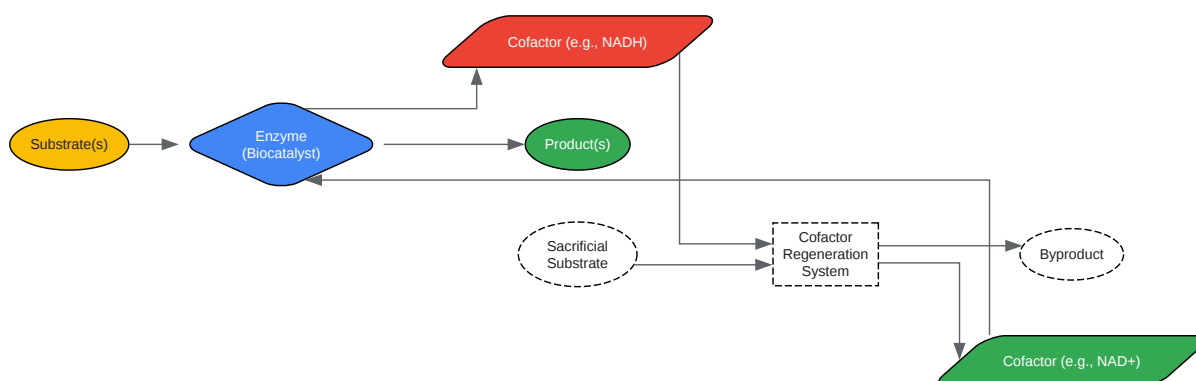 Cofactor (e.g., NADH)
Substrate(s)
Enzyme
(Biocatalyst)
Product(s)
Sacrificial
Substrate
Cofactor
Regeneration
System
Byproduct
Cofactor (e.g., NAD+)